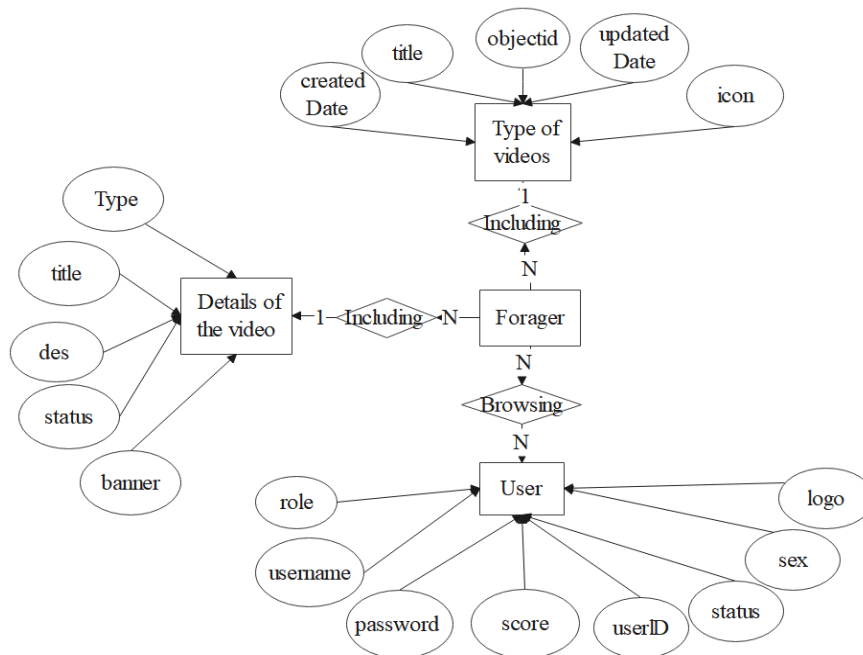 objectid
updated
Date
title
created
Date
icon
Type of
videos
1
Including
N
Type
title
des
status
banner
Details of
the video
1
Including
N
Forager
N
Browsing
N
User
role
username
password
score
userID
status
sex
logo